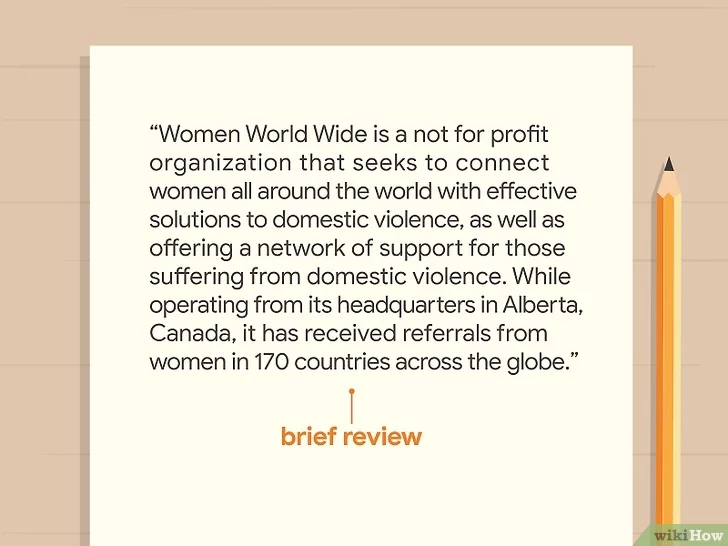 “Women World Wide is a not for profit
organization that seeks to connect
women all around the world with effective
solutions to domestic violence, as well as
offering a network of support for those
suffering from domestic violence. While
operating from its headquarters in Alberta,
Canada, it has received referrals from
women in 170 countries across the globe.”
brief review
wikiHow